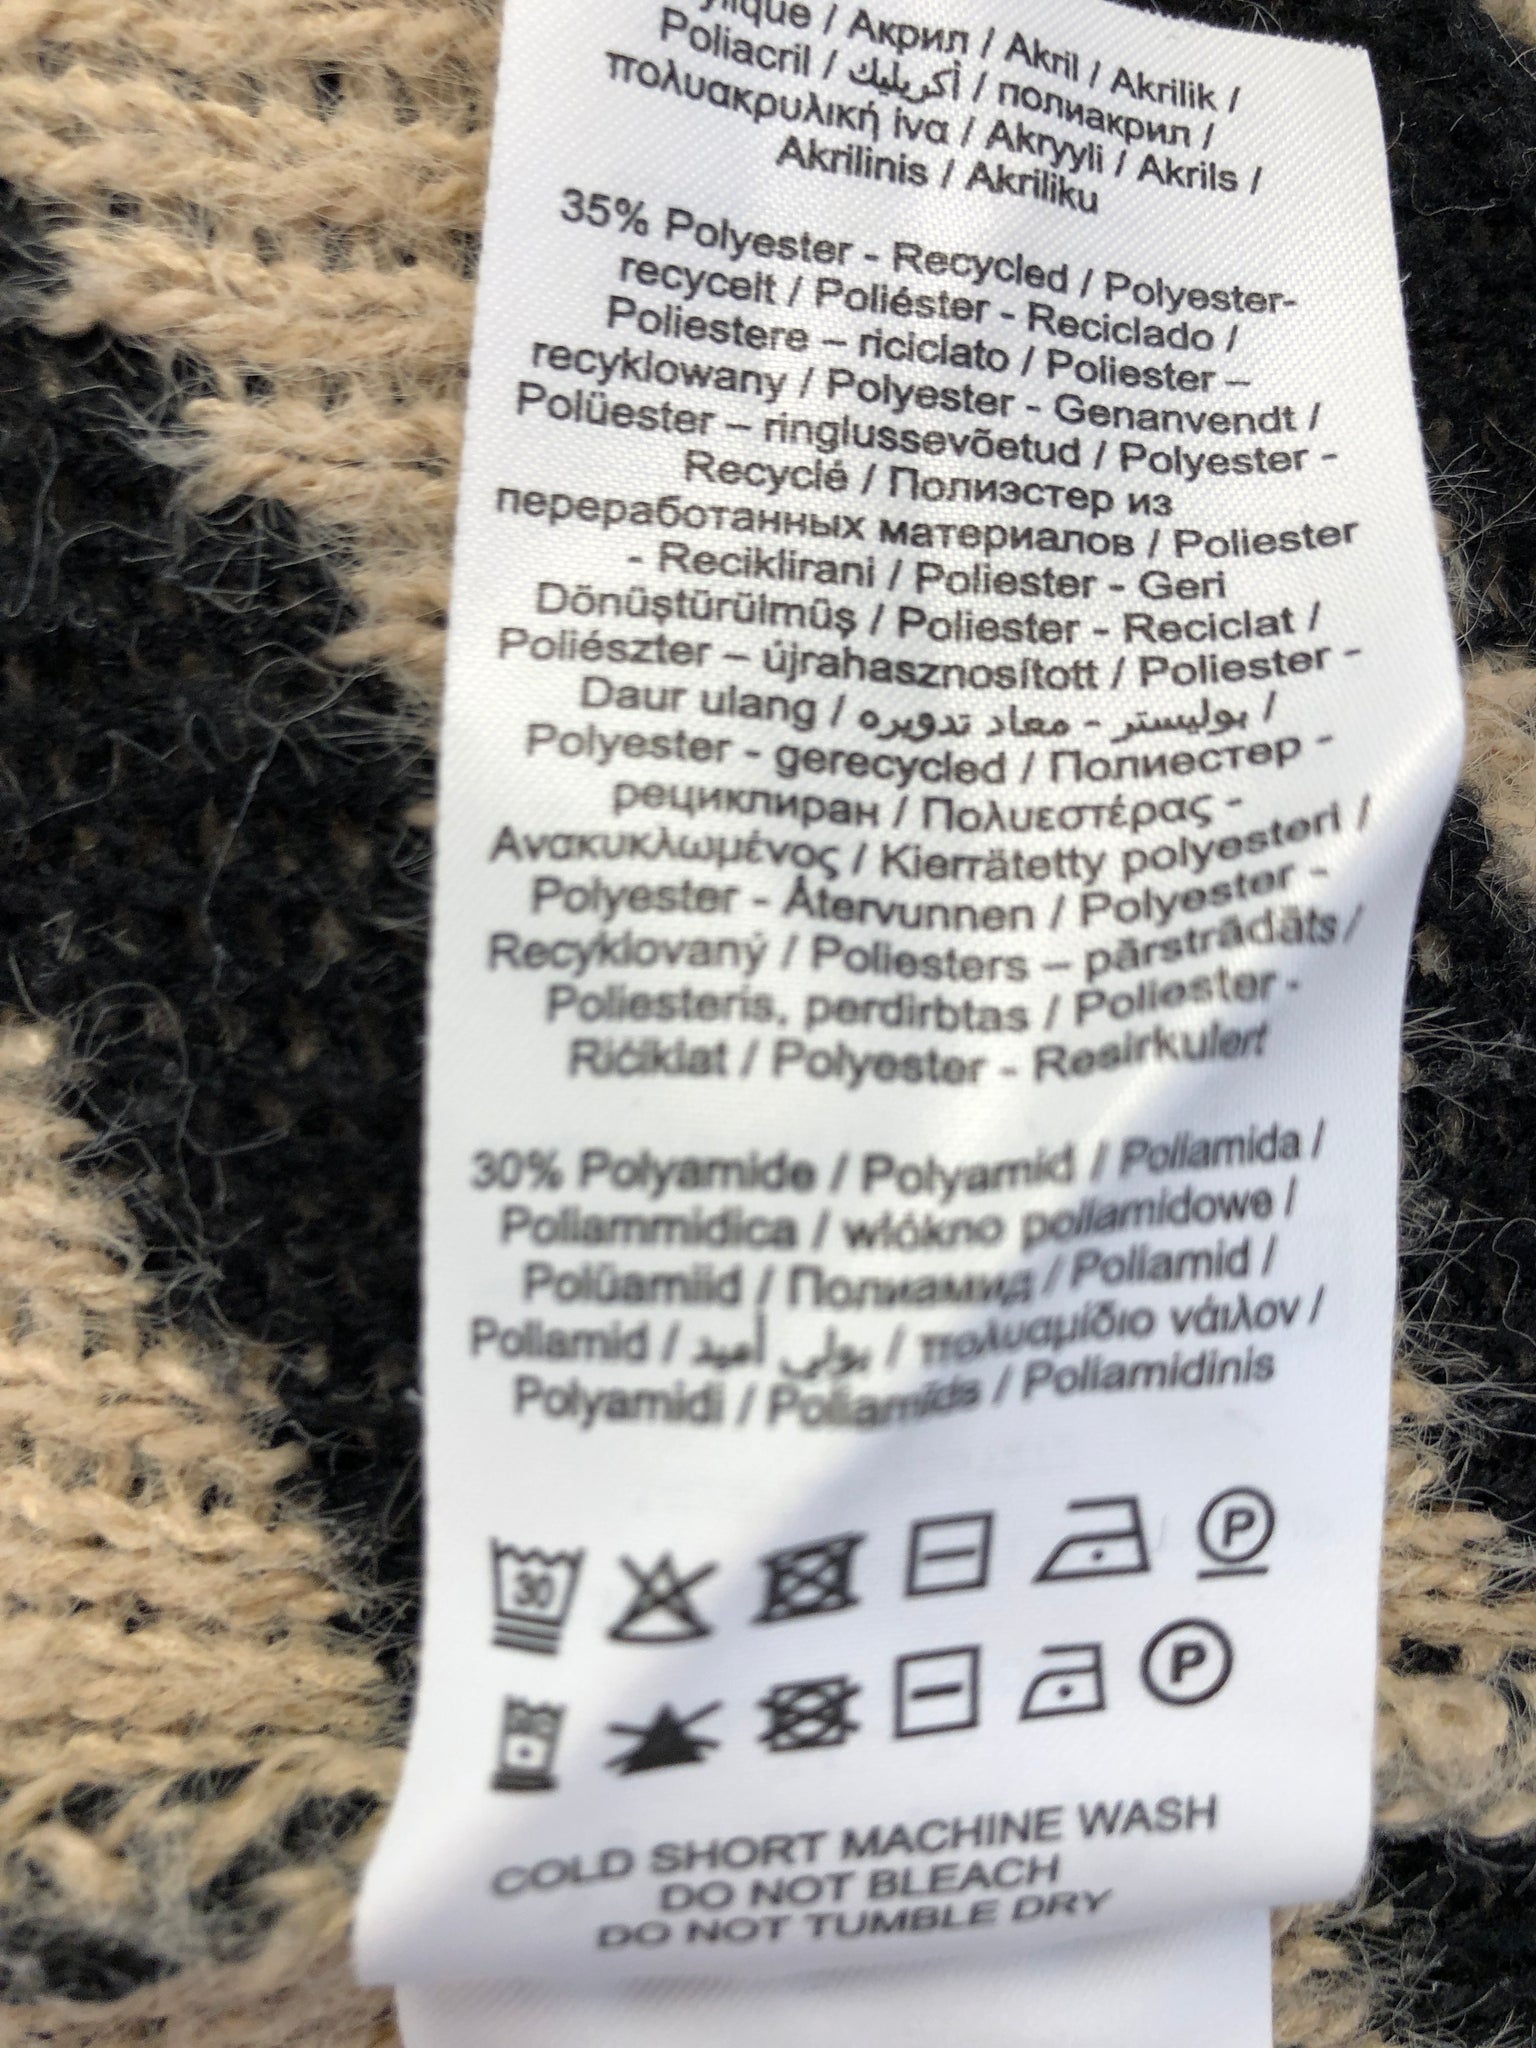 / Акрил / Akril / Akrilik /
Poliacril / أكريليك / полиакрил /
πολυακρυλική ίνα / Akryyli / Akrils /
Akrilinis / Akriliku
35% Polyester - Recycled / Polyester-
recycelt / Poliéster - Reciclado /
Poliestere – riciclato / Poliester –
recyklowany / Polyester - Genanvendt /
Polüester – ringlussevõetud / Polyester -
Recyclé / Полиэстер из
переработанных материалов / Poliester
- Reciklirani / Poliester - Geri
Dönüştürülmüş / Poliester - Reciclat /
Poliészter – újrahasznosított / Poliester -
Daur ulang / بوليستر - معاد تدويره /
Polyester - gerecycled / Полиестер -
рециклиран / Πολυεστέρας -
Ανακυκλωμένος / Kierrätetty polyesteri /
Polyester - Återvunnen / Polyester -
Recyklovaný / Poliesters – pārstrādāts /
Poliesteris, perdirbtas / Poliester -
Riċiklat / Polyester - Resirkulert
30% Polyamide / Polyamid / Poliamida /
Poliammidica / włókno poliamidowe /
Polüamiid / Полиамид / Poliamid /
Poliamid / بولي أميد / πολυαμίδιο νάιλον /
Polyamidi / Poliamīds / Poliamidinis
30 P
P
COLD SHORT MACHINE WASH
DO NOT BLEACH
DO NOT TUMBLE DRY